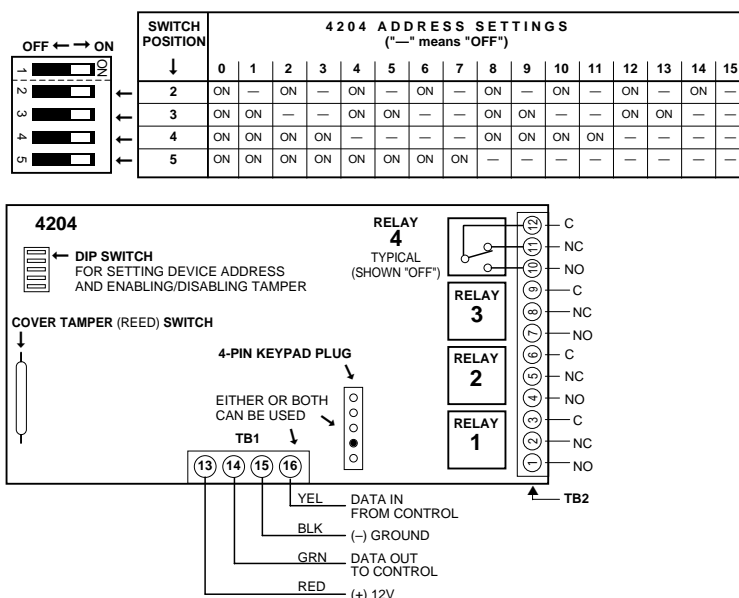 SWITCH POSITION
4204 ADDRESS SETTINGS
("—" means "OFF")
OFF ← → ON
↓ 0 1 2 3 4 5 6 7 8 9 10 11 12 13 14 15
2 ON — ON — ON — ON — ON — ON — ON — ON —
3 ON ON — — ON ON — — ON ON — — ON ON — —
4 ON ON ON ON — — — — ON ON ON ON — — — —
5 ON ON ON ON ON ON ON ON — — — — — — — —
1 ON
2 ←
3 ←
4 ←
5 ←
4204
← DIP SWITCH
FOR SETTING DEVICE ADDRESS
AND ENABLING/DISABLING TAMPER
COVER TAMPER (REED) SWITCH
4-PIN KEYPAD PLUG
EITHER OR BOTH
CAN BE USED
TB1
13 14 15 16
YEL DATA IN
FROM CONTROL
BLK (–) GROUND
GRN DATA OUT
TO CONTROL
RED (+) 12V
RELAY
4
TYPICAL
(SHOWN "OFF")
RELAY
3
RELAY
2
RELAY
1
12 C
11 NC
10 NO
9 C
8 NC
7 NO
6 C
5 NC
4 NO
3 C
2 NC
1 NO
TB2